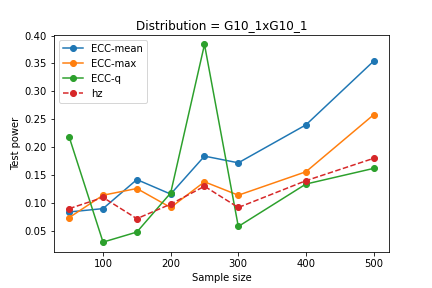 Distribution = G10_1xG10_1
ECC-mean
ECC-max
ECC-q
hz
Test power
0.40
0.35
0.30
0.25
0.20
0.15
0.10
0.05
100
200
300
400
500
Sample size